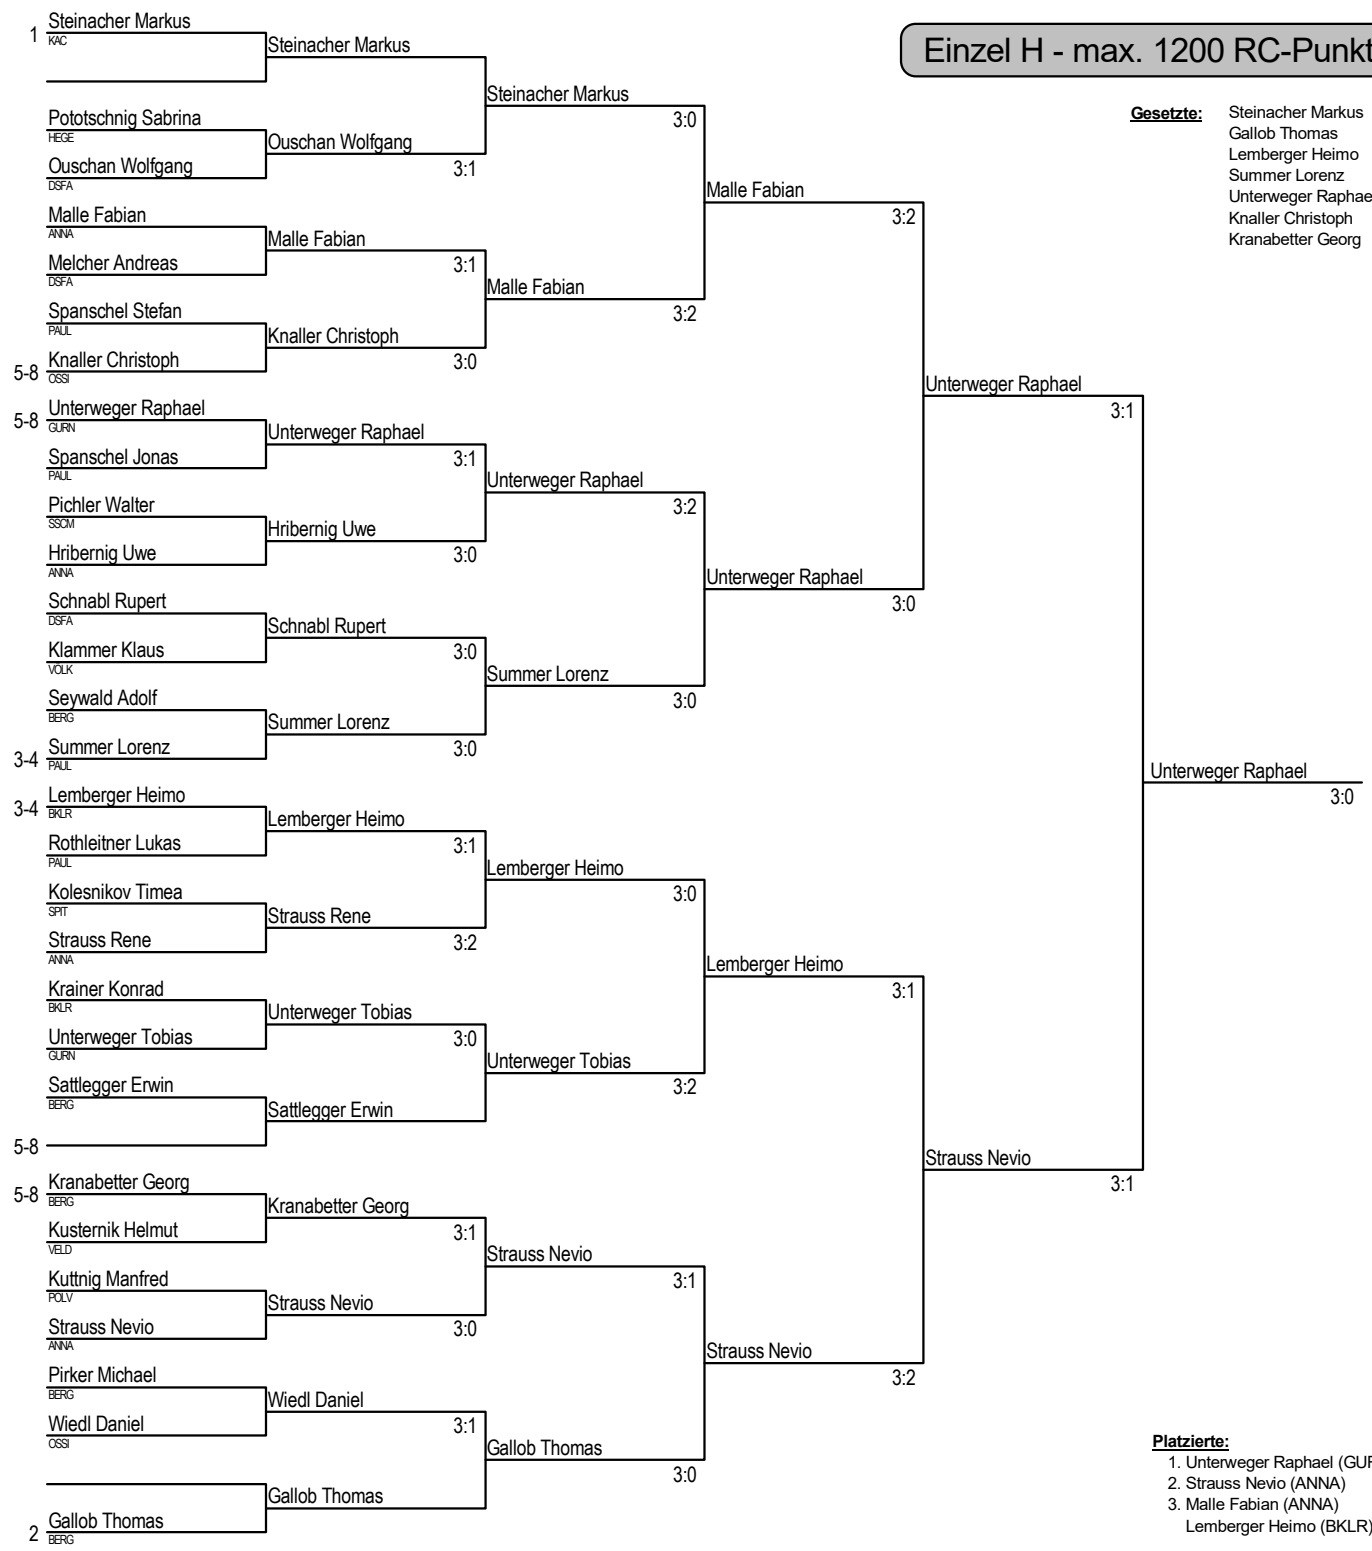 Einzel H - max. 1200 RC-Punkt
Gesetzte: Steinacher Markus
Gallob Thomas
Lemberger Heimo
Summer Lorenz
Unterweger Raphae
Knaller Christoph
Kranabetter Georg
1 Steinacher Markus
KAC
Pototschnig Sabrina
HEGE
Ouschan Wolfgang
DSFA
Malle Fabian
ANNA
Melcher Andreas
DSFA
Spanschel Stefan
PAUL
5-8 Knaller Christoph
OSSI
5-8 Unterweger Raphael
GURN
Spanschel Jonas
PAUL
Pichler Walter
SSCM
Hribernig Uwe
ANNA
Schnabl Rupert
DSFA
Klammer Klaus
VÖLK
Seywald Adolf
BERG
3-4 Summer Lorenz
PAUL
3-4 Lemberger Heimo
BKLR
Rothleitner Lukas
PAUL
Kolesnikov Timea
SPIT
Strauss Rene
ANNA
Krainer Konrad
BKLR
Unterweger Tobias
GURN
Sattlegger Erwin
BERG
5-8
5-8 Kranabetter Georg
BERG
Kusternik Helmut
VELD
Kuttnig Manfred
POLV
Strauss Nevio
ANNA
Pirker Michael
BERG
Wiedl Daniel
OSSI
2 Gallob Thomas
BERG
Steinacher Markus
Ouschan Wolfgang
3:1
Malle Fabian
3:1
Knaller Christoph
3:0
Unterweger Raphael
3:1
Hribernig Uwe
3:0
Schnabl Rupert
3:0
Summer Lorenz
3:0
Lemberger Heimo
3:1
Strauss Rene
3:2
Unterweger Tobias
3:0
Sattlegger Erwin
Kranabetter Georg
3:1
Strauss Nevio
3:0
Wiedl Daniel
3:1
Gallob Thomas
Steinacher Markus
3:0
Malle Fabian
3:2
Unterweger Raphael
3:2
Summer Lorenz
3:0
Lemberger Heimo
3:0
Unterweger Tobias
3:2
Strauss Nevio
3:1
Gallob Thomas
3:0
Malle Fabian
3:2
Unterweger Raphael
3:0
Lemberger Heimo
3:1
Strauss Nevio
3:2
Unterweger Raphael
3:1
Strauss Nevio
3:1
Unterweger Raphael
3:0
Platzierte:
1. Unterweger Raphael (GUR
2. Strauss Nevio (ANNA)
3. Malle Fabian (ANNA)
Lemberger Heimo (BKLR)